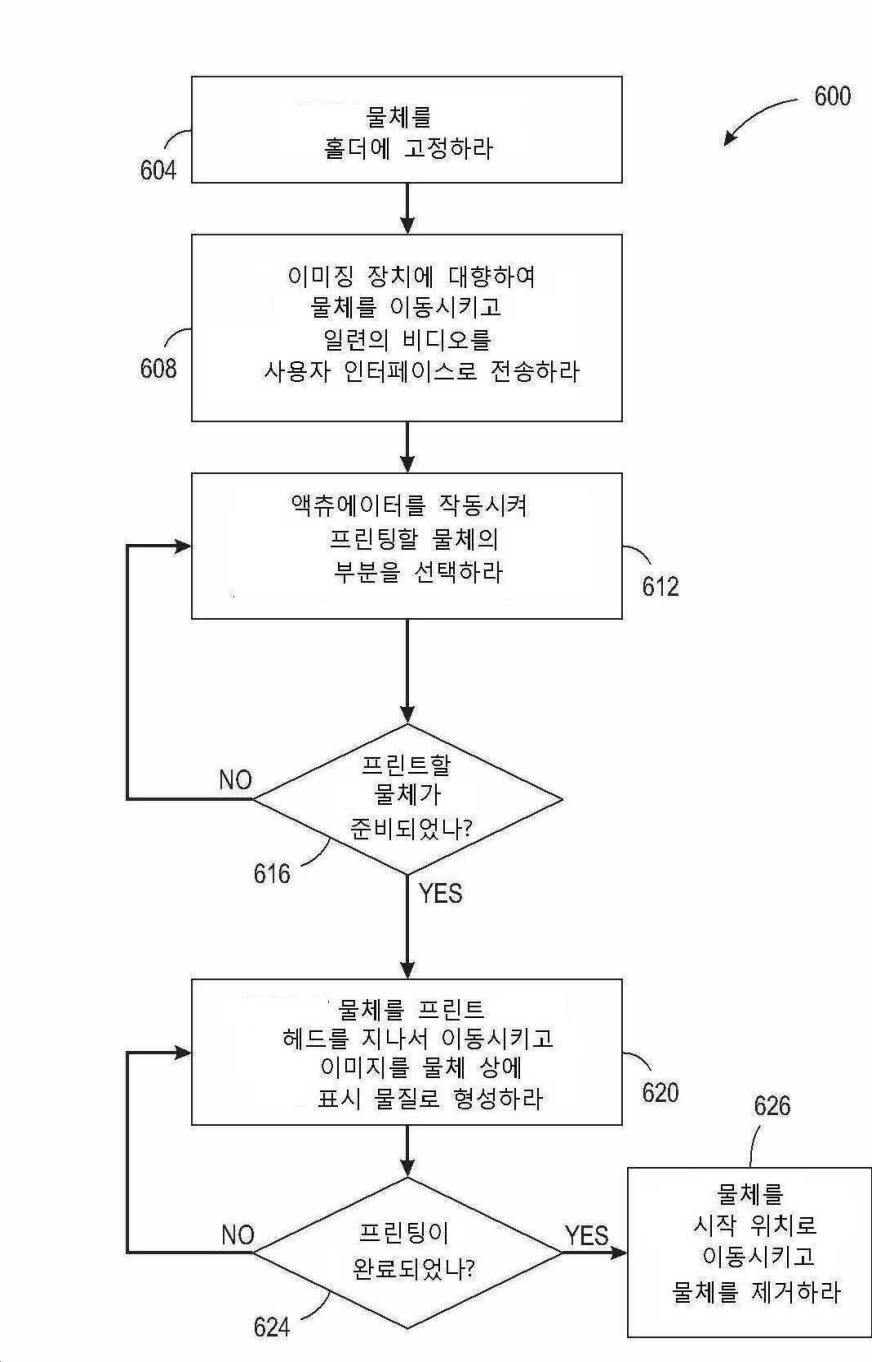 600
물체를
홀더에 고정하라
604
이미징 장치에 대향하여
물체를 이동시키고
일련의 비디오를
사용자 인터페이스로 전송하라
608
액츄에이터를 작동시켜
프린팅할 물체의
부분을 선택하라
612
프린트할
물체가
준비되었나?
NO
616
YES
물체를 프린트
헤드를 지나서 이동시키고
이미지를 물체 상에
표시 물질로 형성하라
620
프린팅이
완료되었나?
NO
YES
624
626
물체를
시작 위치로
이동시키고
물체를 제거하라